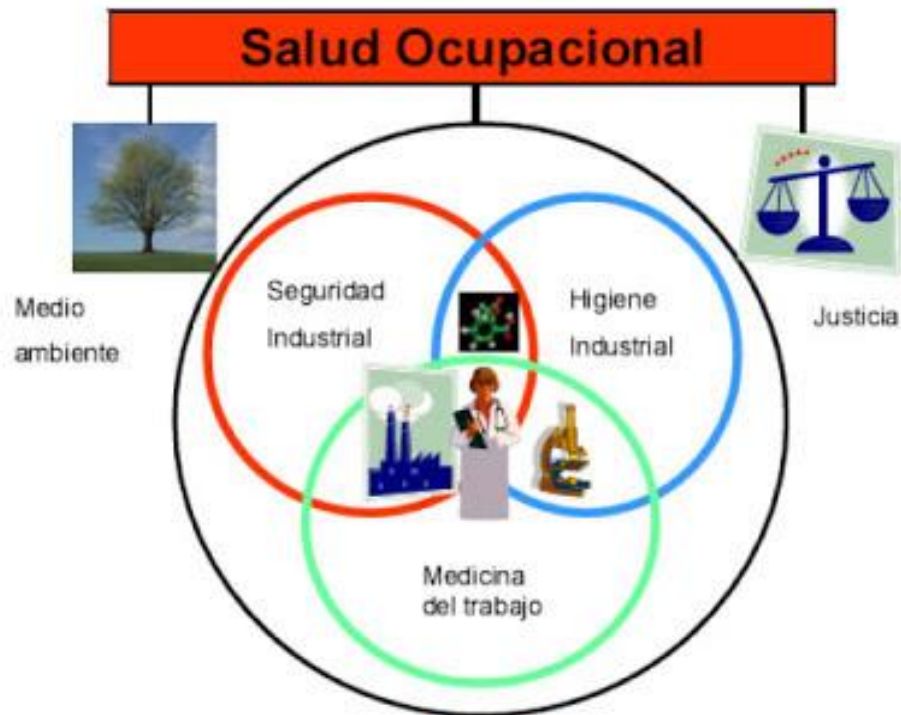 Salud Ocupacional
Medio
ambiente
Seguridad
Industrial
Higiene
Industrial
Justicia
Medicina
del trabajo